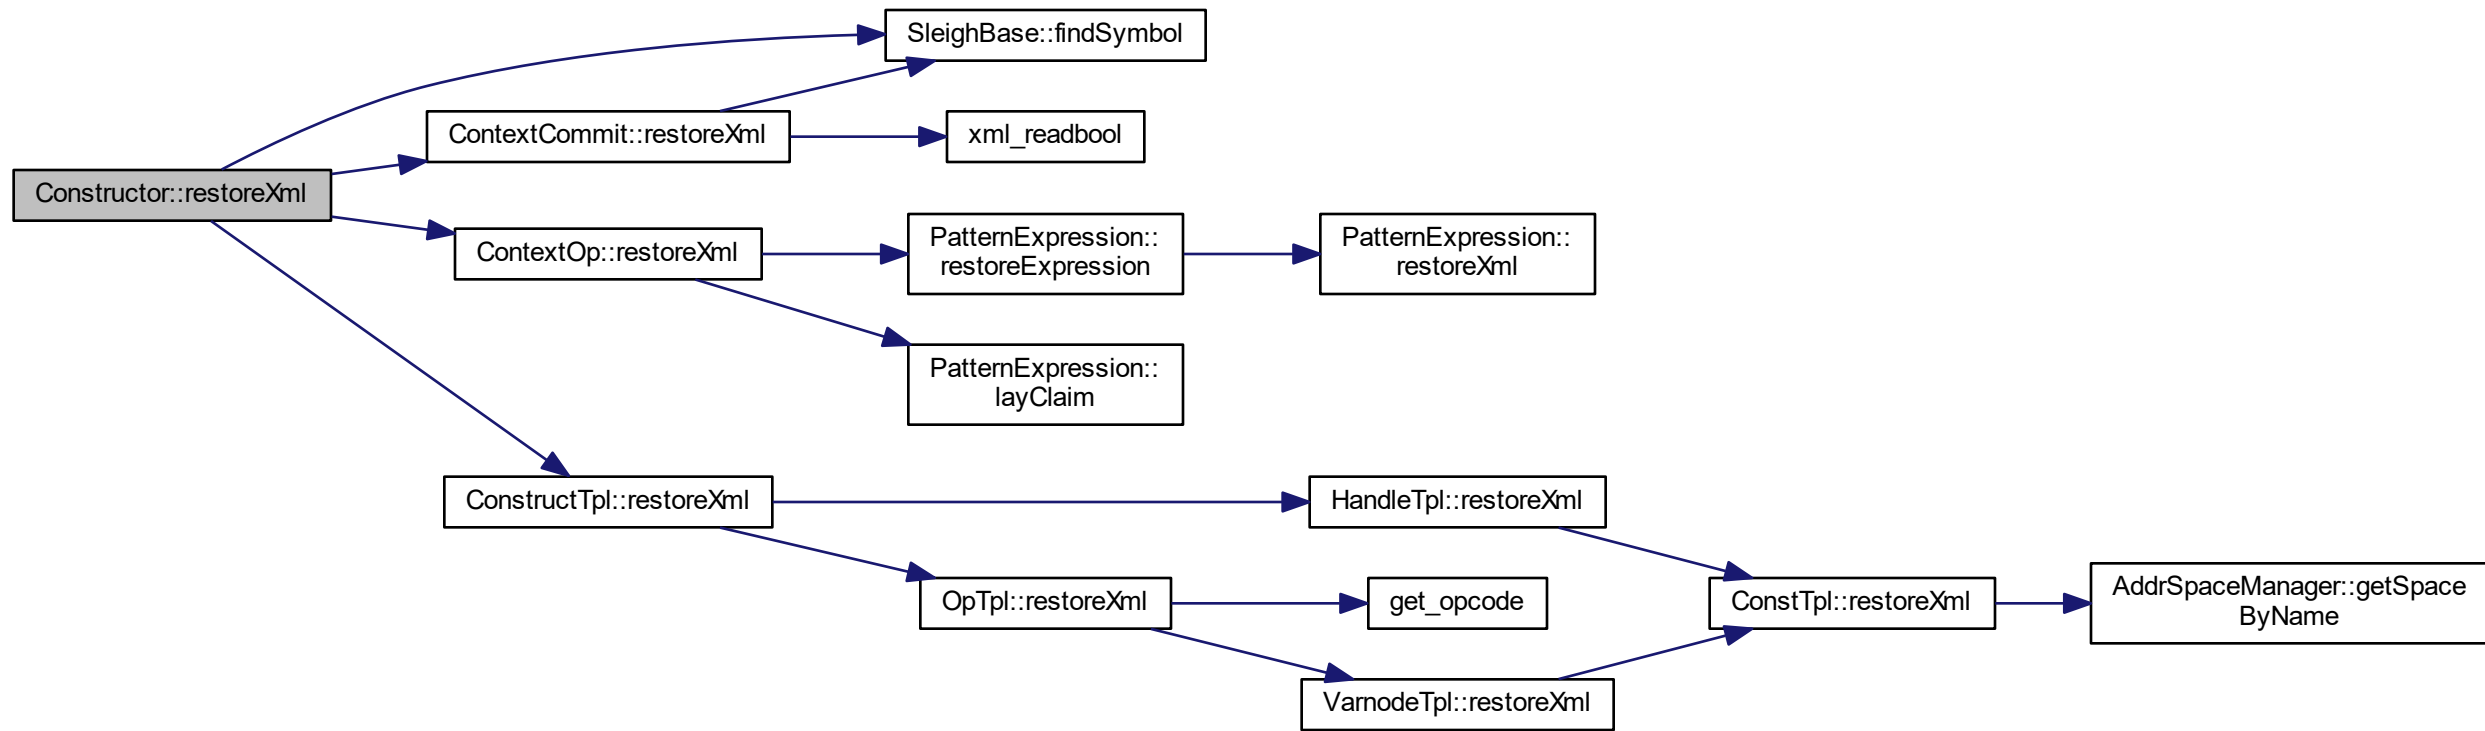 SleighBase::findSymbol
ContextCommit::restoreXml
xml_readbool
Constructor::restoreXml
ContextOp::restoreXml
PatternExpression::
restoreExpression
PatternExpression::
restoreXml
PatternExpression::
layClaim
ConstructTpl::restoreXml
HandleTpl::restoreXml
OpTpl::restoreXml
get_opcode
ConstTpl::restoreXml
AddrSpaceManager::getSpace
ByName
VarnodeTpl::restoreXml